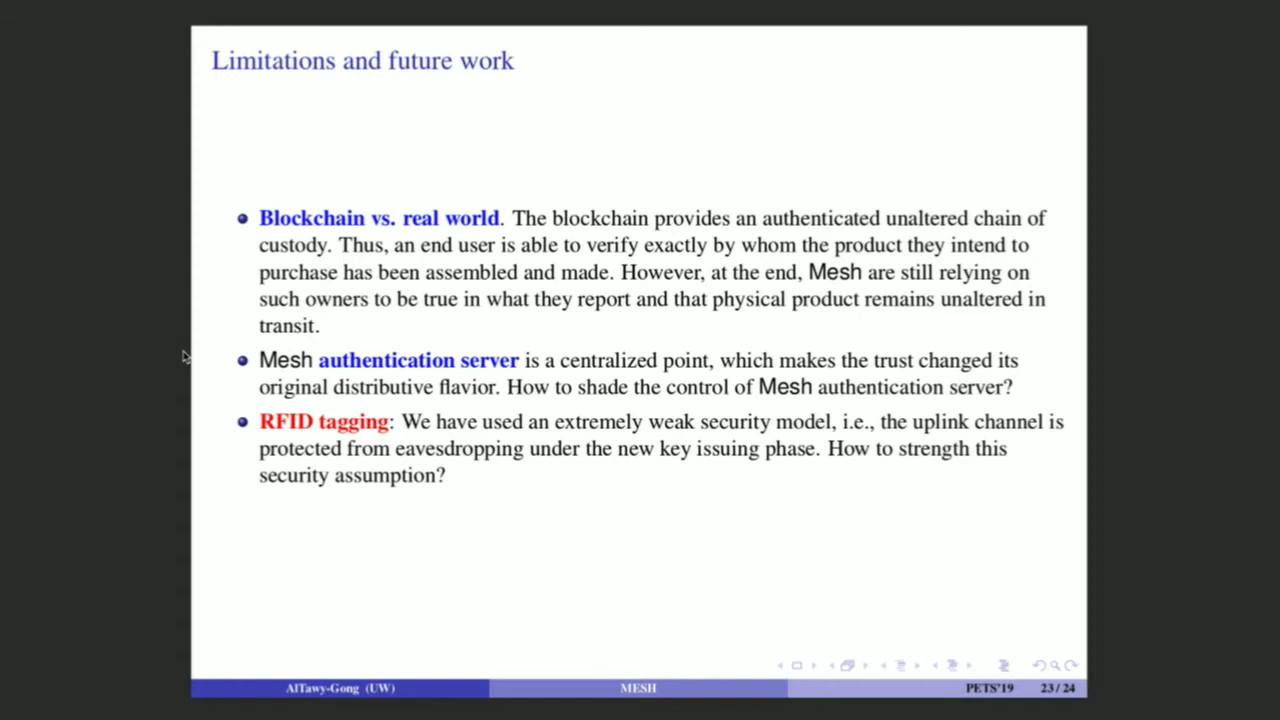 Limitations and future work
Blockchain vs. real world. The blockchain provides an authenticated unaltered chain of
custody. Thus, an end user is able to verify exactly by whom the product they intend to
purchase has been assembled and made. However, at the end, Mesh are still relying on
such owners to be true in what they report and that physical product remains unaltered in
transit.
Mesh authentication server is a centralized point, which makes the trust changed its
original distributive flavior. How to shade the control of Mesh authentication server?
RFID tagging: We have used an extremely weak security model, i.e., the uplink channel is
protected from eavesdropping under the new key issuing phase. How to strength this
security assumption?
AlTawy-Gong (UW) MESH PETS'19 23/24